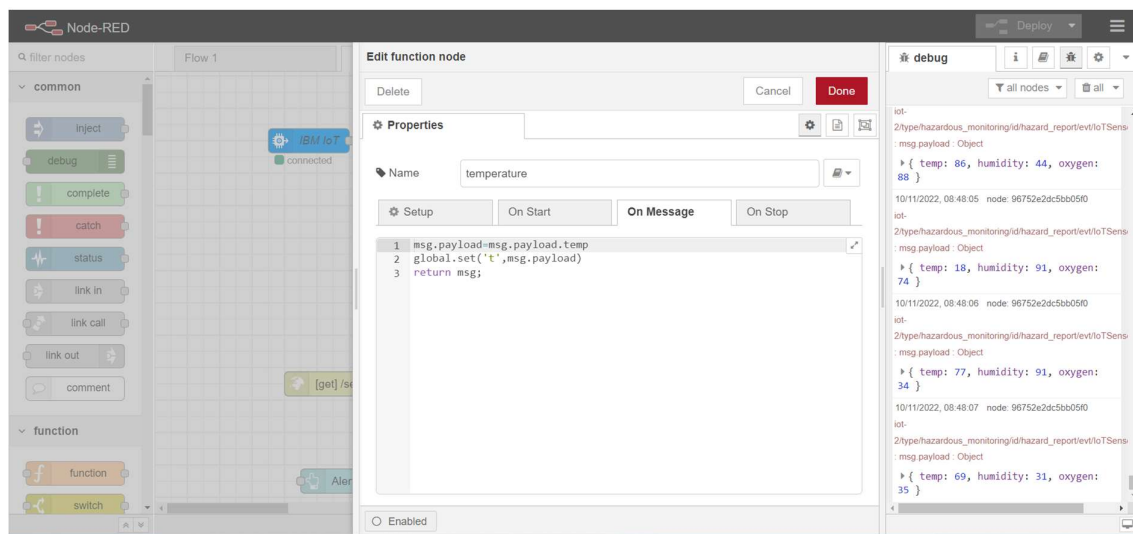 Node-RED
Deploy
filter nodes
Flow 1
common
inject
debug
complete
catch
status
link in
link call
link out
comment
function
function
switch
IBM IoT
connected
[get] /se
Aler
Edit function node
Delete
Cancel
Done
Properties
Name
temperature
Setup
On Start
On Message
On Stop
1 msg.payload=msg.payload.temp
2 global.set('t',msg.payload)
3 return msg;
Enabled
debug
i
all nodes
all
iot-
2/type/hazardous_monitoring/id/hazard_report/evt/IoTSens
: msg.payload : Object
{ temp: 86, humidity: 44, oxygen:
88 }
10/11/2022, 08:48:05 node: 96752e2dc5bb05f0
iot-
2/type/hazardous_monitoring/id/hazard_report/evt/IoTSens
: msg.payload : Object
{ temp: 18, humidity: 91, oxygen:
74 }
10/11/2022, 08:48:06 node: 96752e2dc5bb05f0
iot-
2/type/hazardous_monitoring/id/hazard_report/evt/IoTSens
: msg.payload : Object
{ temp: 77, humidity: 91, oxygen:
34 }
10/11/2022, 08:48:07 node: 96752e2dc5bb05f0
iot-
2/type/hazardous_monitoring/id/hazard_report/evt/IoTSens
: msg.payload : Object
{ temp: 69, humidity: 31, oxygen:
35 }